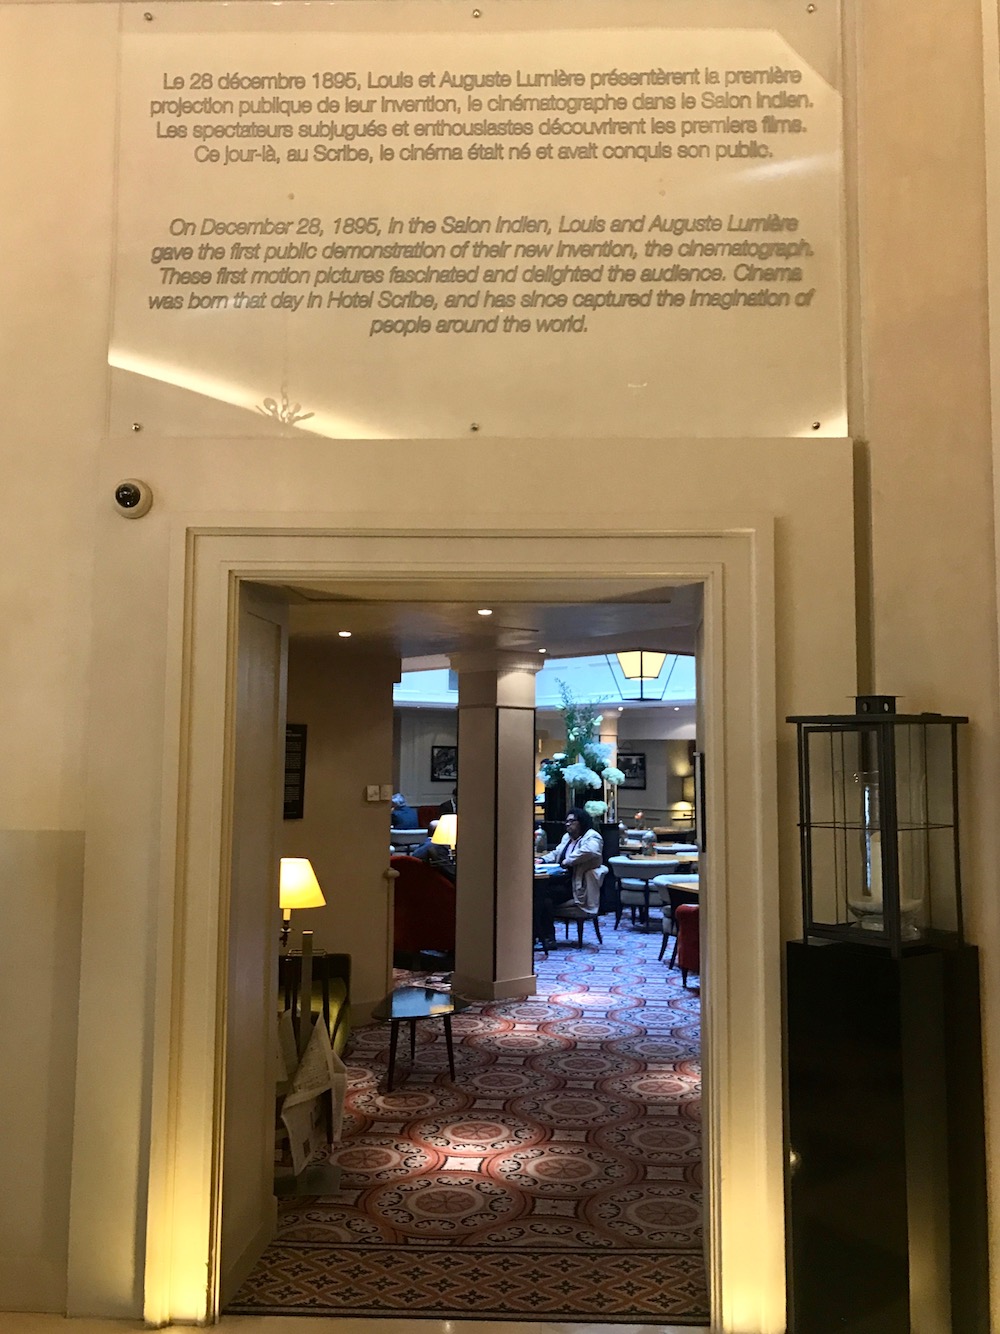 Le 28 décembre 1895, Louis et Auguste Lumière présentèrent la première
projection publique de leur invention, le cinématographe dans le Salon Indien.
Les spectateurs subjugués et enthousiastes découvrirent les premiers films.
Ce jour-là, au Scribe, le cinéma était né et avait conquis son public.
On December 28, 1895, in the Salon Indien, Louis and Auguste Lumière
gave the first public demonstration of their new invention, the cinematograph.
These first motion pictures fascinated and delighted the audience. Cinema
was born that day in Hotel Scribe, and has since captured the imagination of
people around the world.